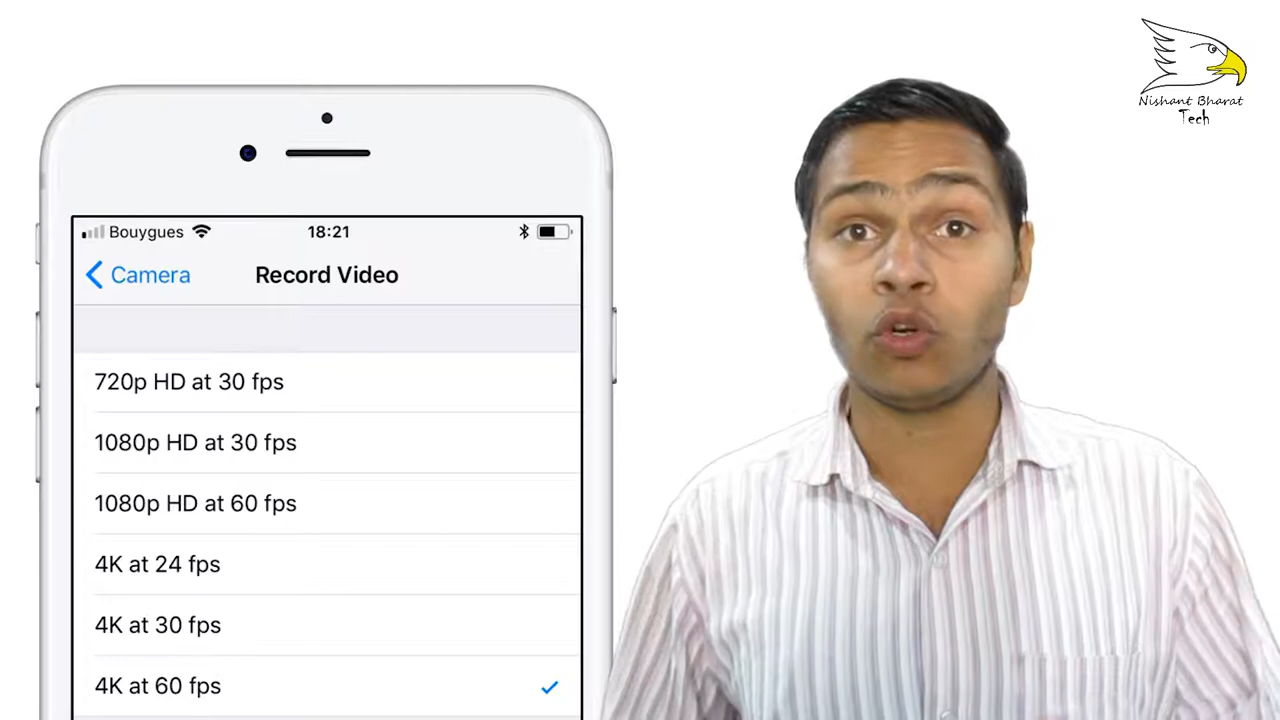 Nishant Bharat
Tech
Bouygues
18:21
Camera
Record Video
720p HD at 30 fps
1080p HD at 30 fps
1080p HD at 60 fps
4K at 24 fps
4K at 30 fps
4K at 60 fps